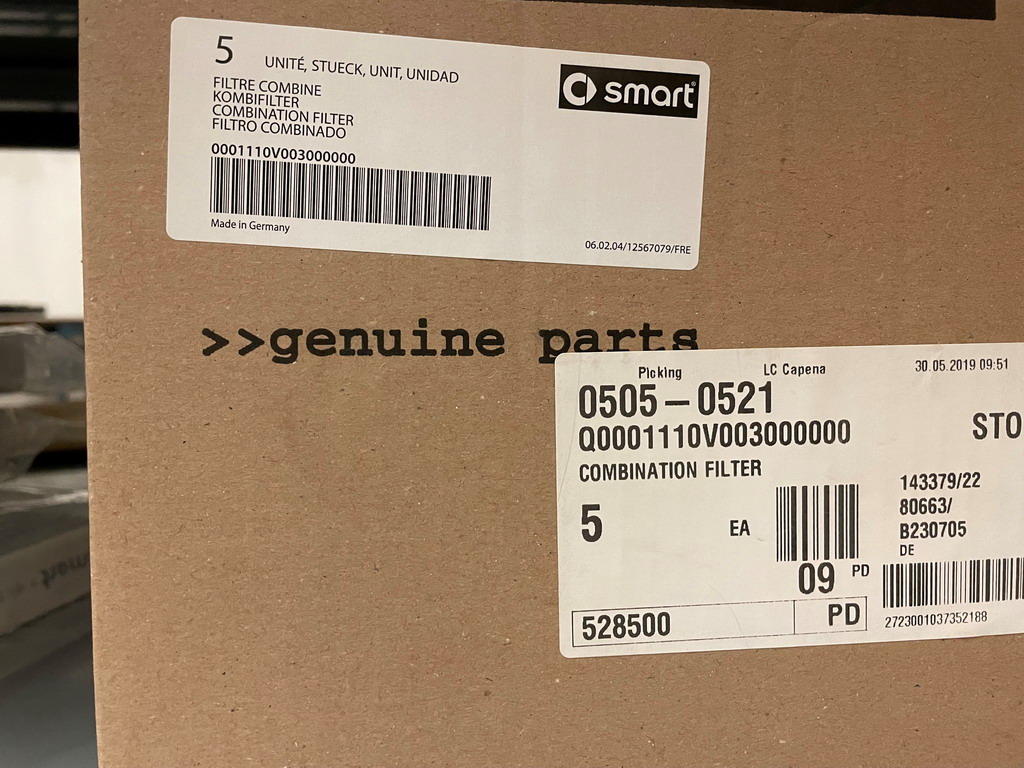 5 UNITÉ, STUECK, UNIT, UNIDAD
smart
FILTRE COMBINE
KOMBIFILTER
COMBINATION FILTER
FILTRO COMBINADO
0001110V003000000
Made in Germany
06.02.04/12567079/FRE
>>genuine parts
Picking LC Capena 30.05.2019 09:51
0505-0521
Q0001110V003000000 STO
COMBINATION FILTER
143379/22
80663/
B230705
DE
5 EA
09 PD
528500 PD
2723001037352188
smart